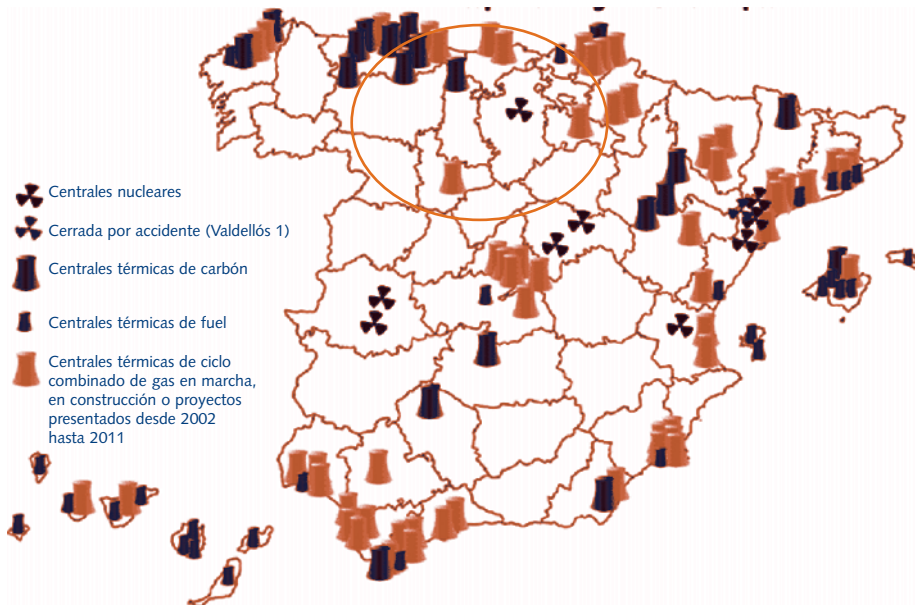 Centrales nucleares
Cerrada por accidente (Valdellós 1)
Centrales térmicas de carbón
Centrales térmicas de fuel
Centrales térmicas de ciclo
combinado de gas en marcha,
en construcción o proyectos
presentados desde 2002
hasta 2011